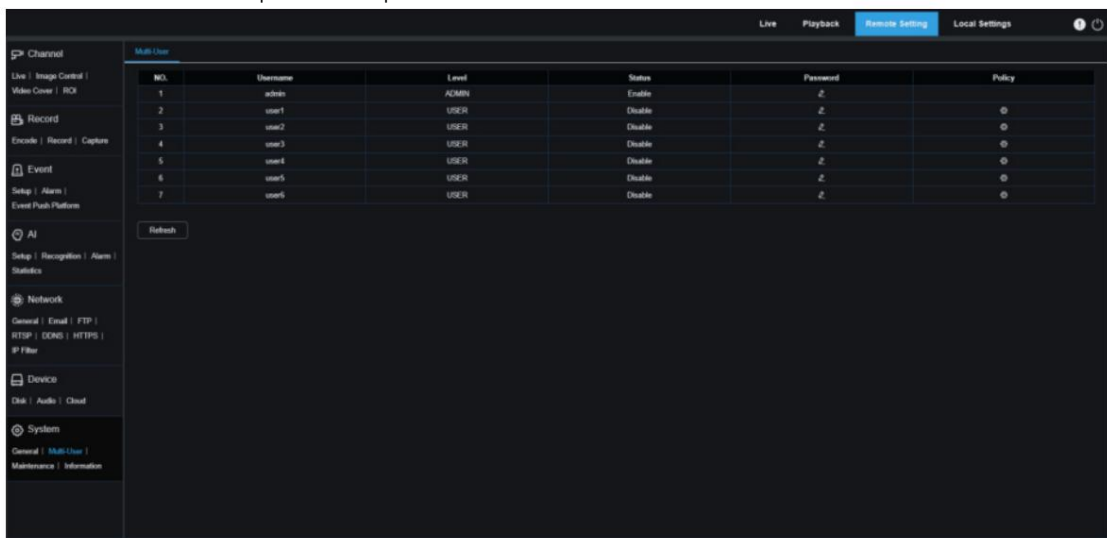 Live Playback Remote Setting Local Settings
Channel
Live | Image Control |
Video Cover | ROI
Record
Encode | Record | Capture
Event
Setup | Alarm |
Event Push Platform
AI
Setup | Recognition | Alarm |
Statistics
Network
General | Email | FTP |
RTSP | DDNS | HTTPS |
IP Filter
Device
Disk | Audio | Cloud
System
General | Multi-User |
Maintenance | Information
Multi-User
NO. Username Level Status Password Policy
1 admin ADMIN Enable
2 user1 USER Disable
3 user2 USER Disable
4 user3 USER Disable
5 user4 USER Disable
6 user5 USER Disable
7 user6 USER Disable
Refresh